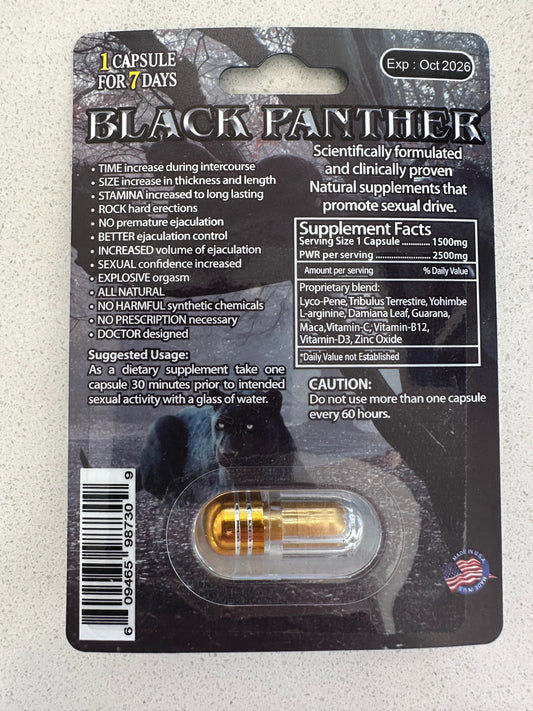 1 CAPSULE
FOR 7 DAYS
Exp : Oct 2026
BLACK PANTHER
• TIME increase during intercourse
• SIZE increase in thickness and length
• STAMINA increased to long lasting
• ROCK hard erections
• NO premature ejaculation
• BETTER ejaculation control
• INCREASED volume of ejaculation
• SEXUAL confidence increased
• EXPLOSIVE orgasm
• ALL NATURAL
• NO HARMFUL synthetic chemicals
• NO PRESCRIPTION necessary
• DOCTOR designed
Suggested Usage:
As a dietary supplement take one
capsule 30 minutes prior to intended
sexual activity with a glass of water.
Scientifically formulated
and clinically proven
Natural supplements that
promote sexual drive.
Supplement Facts
Serving Size 1 Capsule ............. 1500mg
PWR per serving ........................ 2500mg
Amount per serving % Daily Value
Proprietary blend:
Lyco-Pene, Tribulus Terrestire, Yohimbe
L-arginine, Damiana Leaf, Guarana,
Maca, Vitamin-C, Vitamin-B12,
Vitamin-D3, Zinc Oxide
*Daily Value not Established
CAUTION:
Do not use more than one capsule
every 60 hours.
6 09465 98730 9
MADE IN U.S.A.
MADE IN U.S.A.